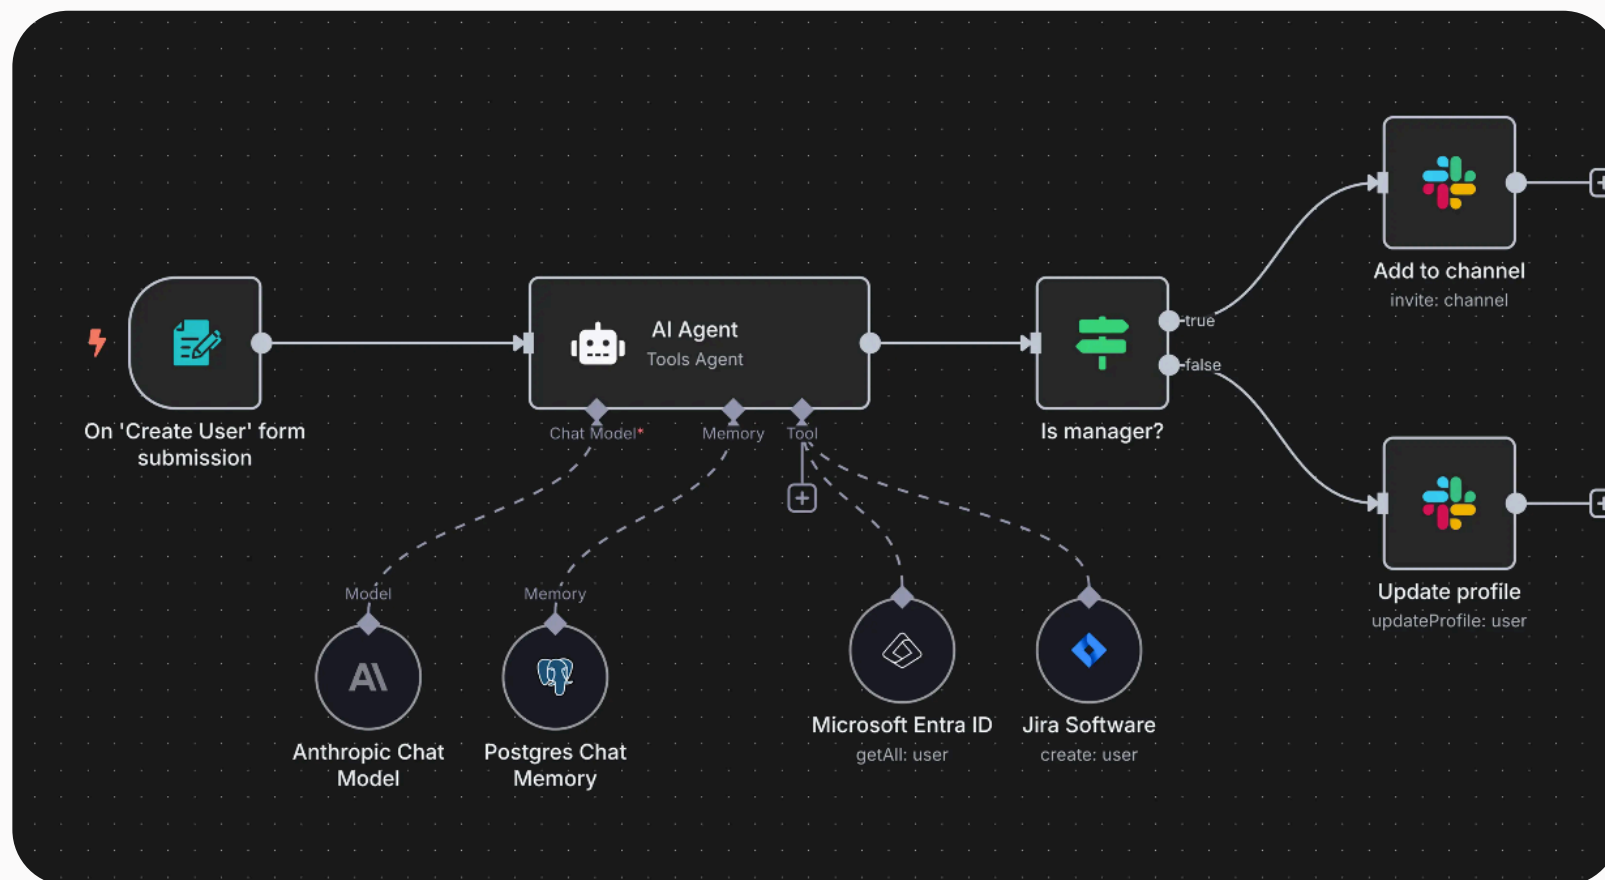 On 'Create User' form
submission
AI Agent
Tools Agent
Chat Model*
Memory
Tool
Is manager?
true
false
Add to channel
invite: channel
Update profile
updateProfile: user
Model
Memory
Anthropic Chat
Model
Postgres Chat
Memory
Microsoft Entra ID
getAll: user
Jira Software
create: user